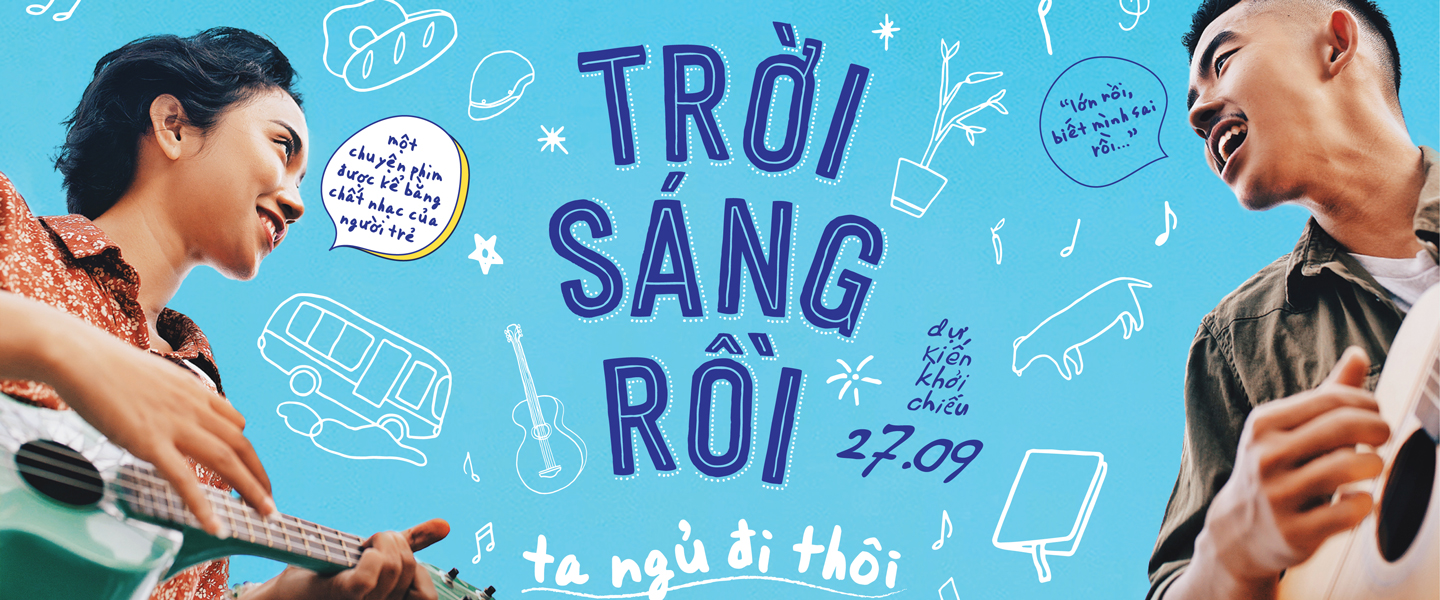 TRỜI
SÁNG
RỒI
ta ngủ đi thôi
một
chuyện phim
được kể bằng
chất nhạc của
người trẻ
"lớn rồi,
biết mình sai
rồi..."
dự
kiến
khởi
chiếu
27.09